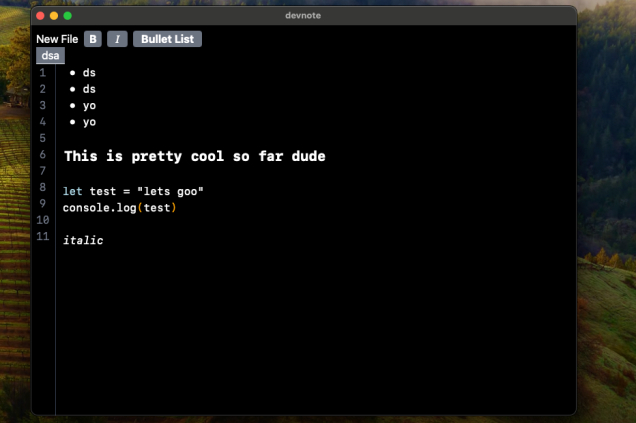 devnote
New File B I Bullet List
dsa
1 • ds
2 • ds
3 • yo
4 • yo
5
6 This is pretty cool so far dude
7
8 let test = "lets goo"
9 console.log(test)
10
11 italic